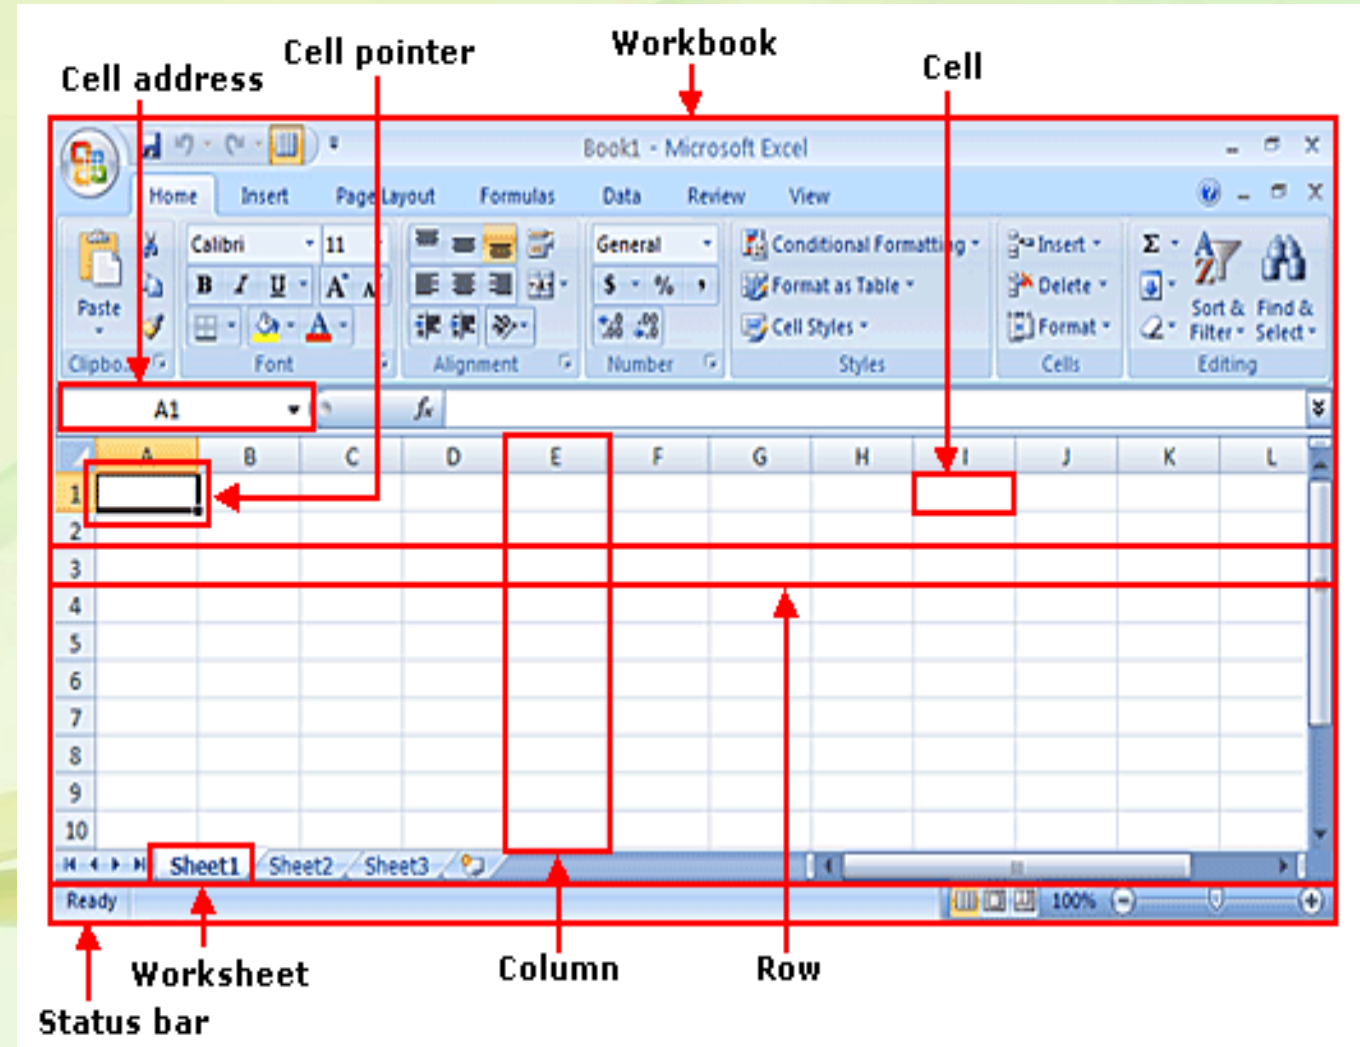 Cell pointer
Workbook
Cell address
Cell
Book1 - Microsoft Excel
Home Insert Page Layout Formulas Data Review View
Calibri 11 General Conditional Formatting Insert Σ
B I U A A $ % , Format as Table Delete
Paste Cell Styles Format Sort & Filter Find & Select
Font Alignment Number Styles Cells Editing
A1 fx
A B C D E F G H I J K L
1
2
3
4
5
6
7
8
9
10
Sheet1 Sheet2 Sheet3
Ready 100%
Worksheet Column Row
Status bar